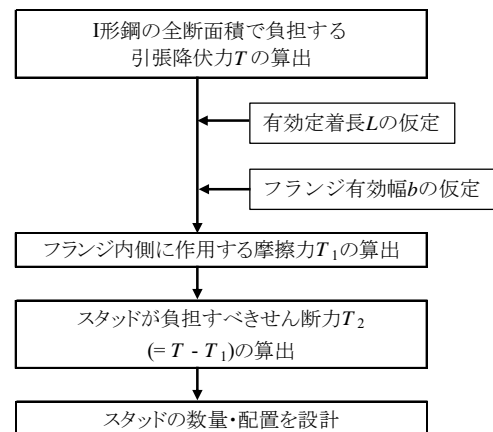 I形鋼の全断面積で負担する
引張降伏力T の算出
有効定着長Lの仮定
フランジ有効幅bの仮定
フランジ内側に作用する摩擦力T₁の算出
スタッドが負担すべきせん断力T₂
(= T - T₁)の算出
スタッドの数量・配置を設計